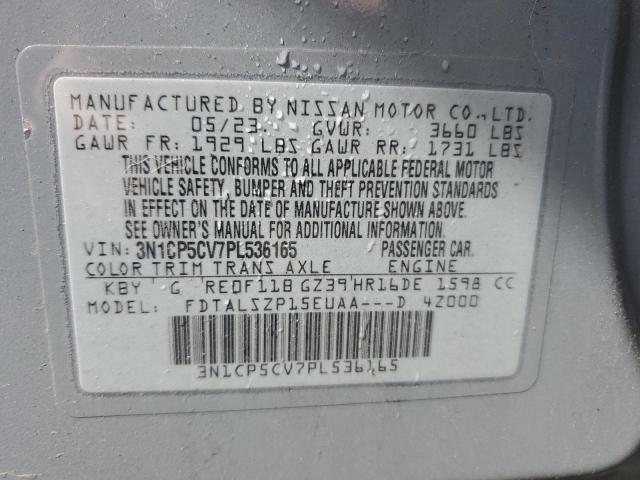 MANUFACTURED BY NISSAN MOTOR CO.,LTD.
DATE: 05/23 GVWR: 3660 LBS
GAWR FR: 1929 LBS GAWR RR: 1731 LBS
THIS VEHICLE CONFORMS TO ALL APPLICABLE FEDERAL MOTOR
VEHICLE SAFETY, BUMPER AND THEFT PREVENTION STANDARDS
IN EFFECT ON THE DATE OF MANUFACTURE SHOWN ABOVE.
SEE OWNER'S MANUAL FOR ADDITIONAL INFORMATION.
VIN: 3N1CP5CV7PL536165 PASSENGER CAR.
COLOR TRIM TRANS AXLE ENGINE
KBY G RE0F11B GZ39 HR16DE 1598 CC
MODEL: FDTALSZP15EUAA---D 4Z000
3N1CP5CV7PL536165